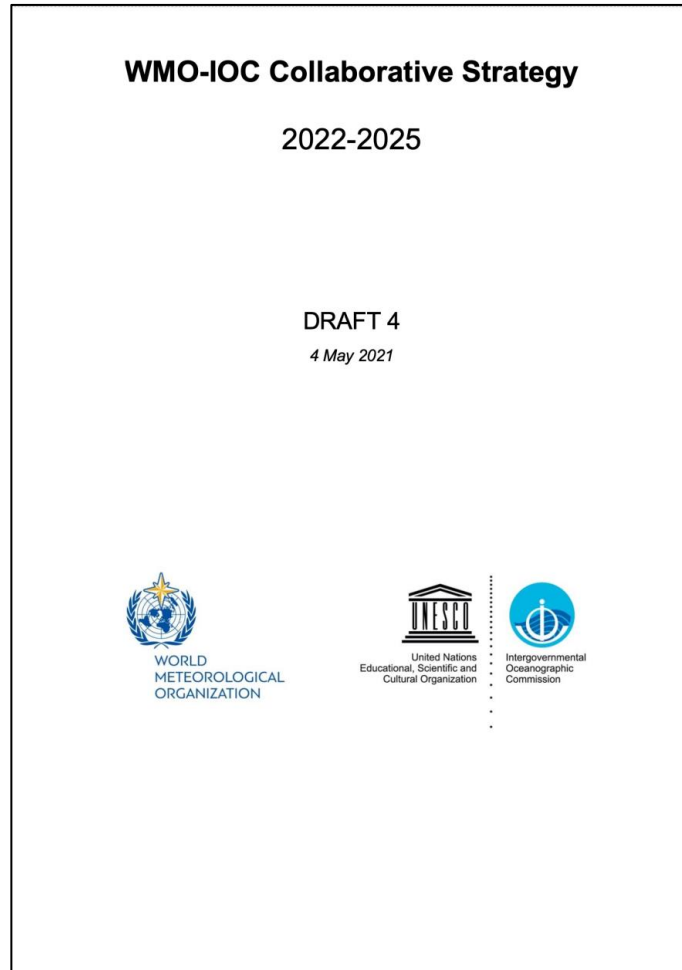 WMO-IOC Collaborative Strategy
2022-2025
DRAFT 4
4 May 2021
WORLD
METEOROLOGICAL
ORGANIZATION
UNESCO
United Nations
Educational, Scientific and
Cultural Organization
Intergovernmental
Oceanographic
Commission